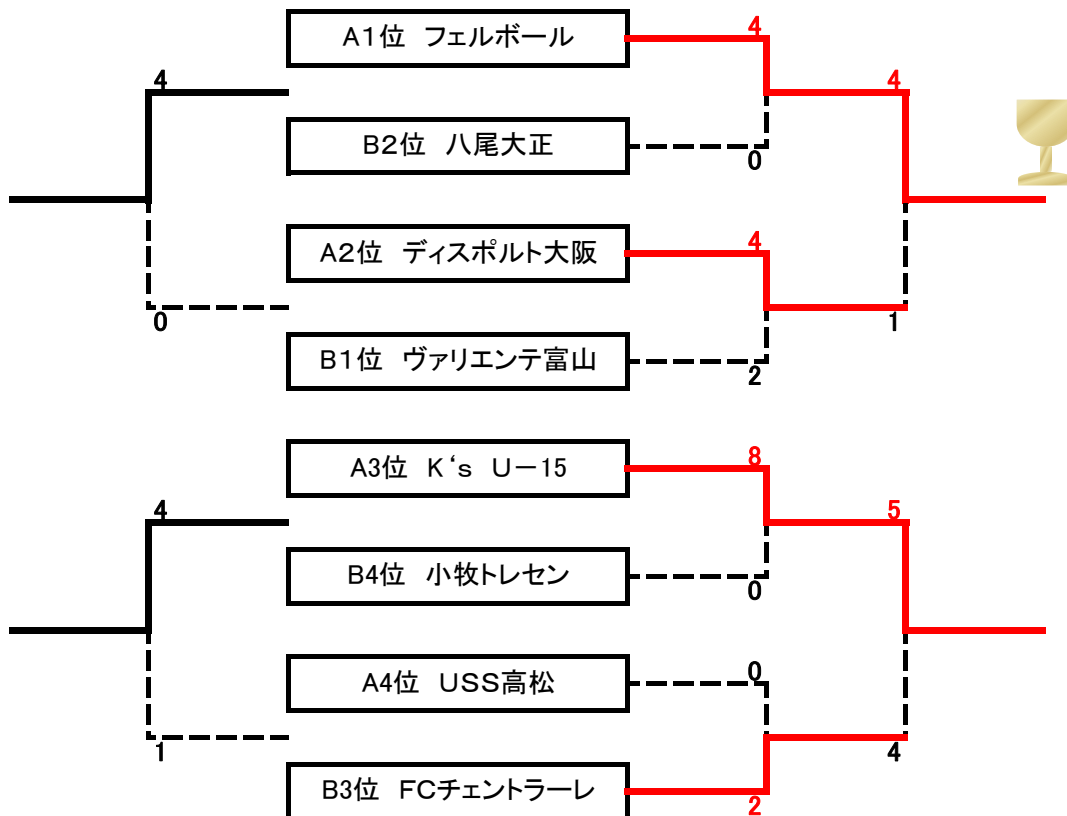 A1位 フェルボール
4
4
4
B2位 八尾大正
0
A2位 ディスポルト大阪
4
0
1
B1位 ヴァリエンテ富山
2
A3位 K‘s U－15
8
4
5
B4位 小牧トレセン
0
A4位 USS高松
0
1
4
B3位 FCチェントラーレ
2